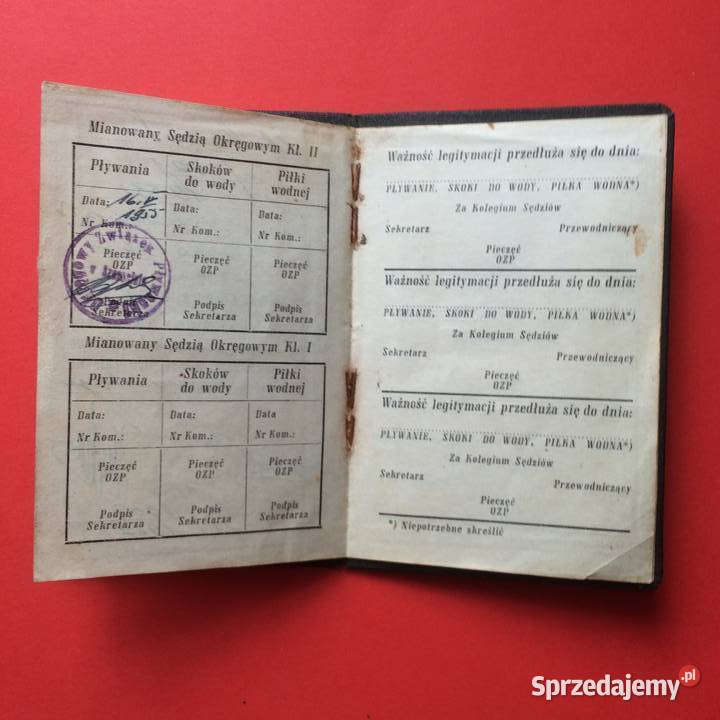 Mianowany Sędzią Okręgowym Kl. II
Pływania Skoków do wody Piłki wodnej
Data: 16.V 1955 Data: Data:
Nr Kom.: Nr Kom.: Nr Kom.:
Pieczęć OZP Pieczęć OZP Pieczęć OZP
Związek
Podpis Sekretarza Podpis Sekretarza Podpis Sekretarza
Mianowany Sędzią Okręgowym Kl. I
Pływania Skoków do wody Piłki wodnej
Data: Data: Data
Nr Kom.: Nr Kom.: Nr Kom.:
Pieczęć OZP Pieczęć OZP Pieczęć OZP
Podpis Sekretarza Podpis Sekretarza Podpis Sekretarza
Ważność legitymacji przedłuża się do dnia:
PŁYWANIE, SKOKI DO WODY, PIŁKA WODNA*)
Za Kolegium Sędziów
Sekretarz Przewodniczący
Pieczęć
OZP
Ważność legitymacji przedłuża się do dnia:
PŁYWANIE, SKOKI DO WODY, PIŁKA WODNA*)
Za Kolegium Sędziów
Sekretarz Przewodniczący
Pieczęć
OZP
Ważność legitymacji przedłuża się do dnia:
PŁYWANIE, SKOKI DO WODY, PIŁKA WODNA*)
Za Kolegium Sędziów
Sekretarz Przewodniczący
Pieczęć
OZP
*) Niepotrzebne skreślić
Sprzedajemy.pl